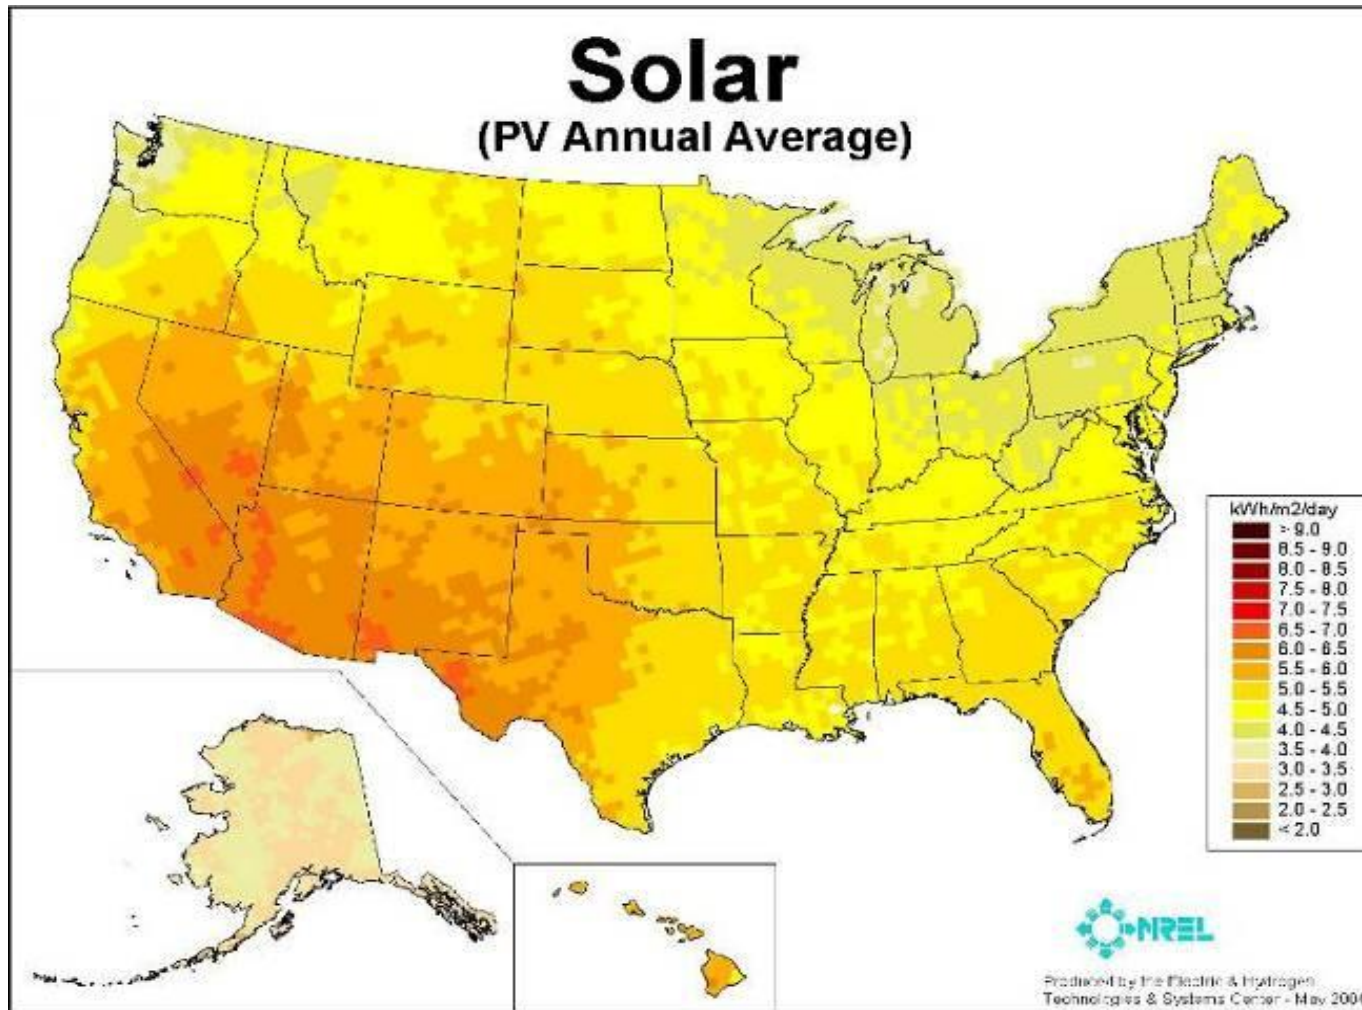 Solar
(PV Annual Average)
kWh/m2/day
> 9.0
8.5 - 9.0
8.0 - 8.5
7.5 - 8.0
7.0 - 7.5
6.5 - 7.0
6.0 - 6.5
5.5 - 6.0
5.0 - 5.5
4.5 - 5.0
4.0 - 4.5
3.5 - 4.0
3.0 - 3.5
2.5 - 3.0
2.0 - 2.5
< 2.0
NREL
Produced by the Electric & Hydrogen
Technologies & Systems Center - May 2004